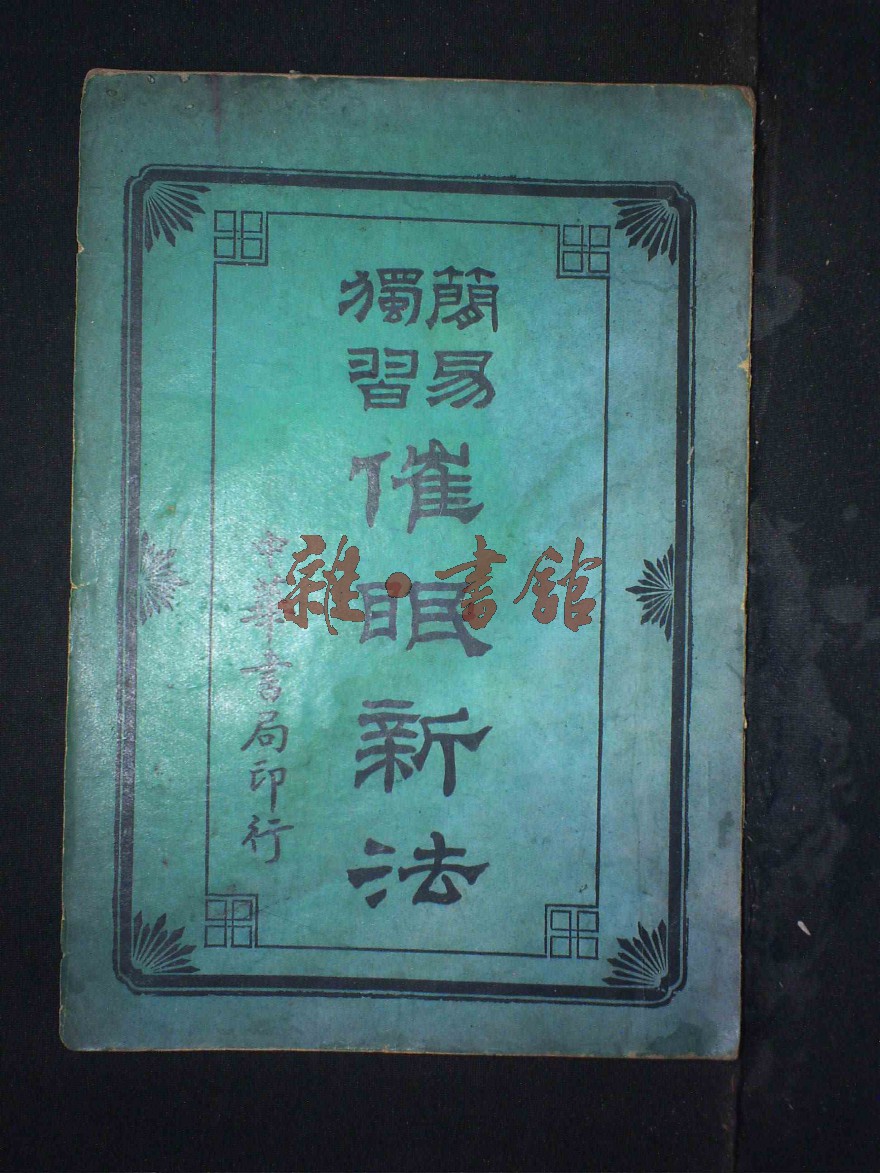 簡易
獨習
催眠新法
中華書局印行
雜·書舘